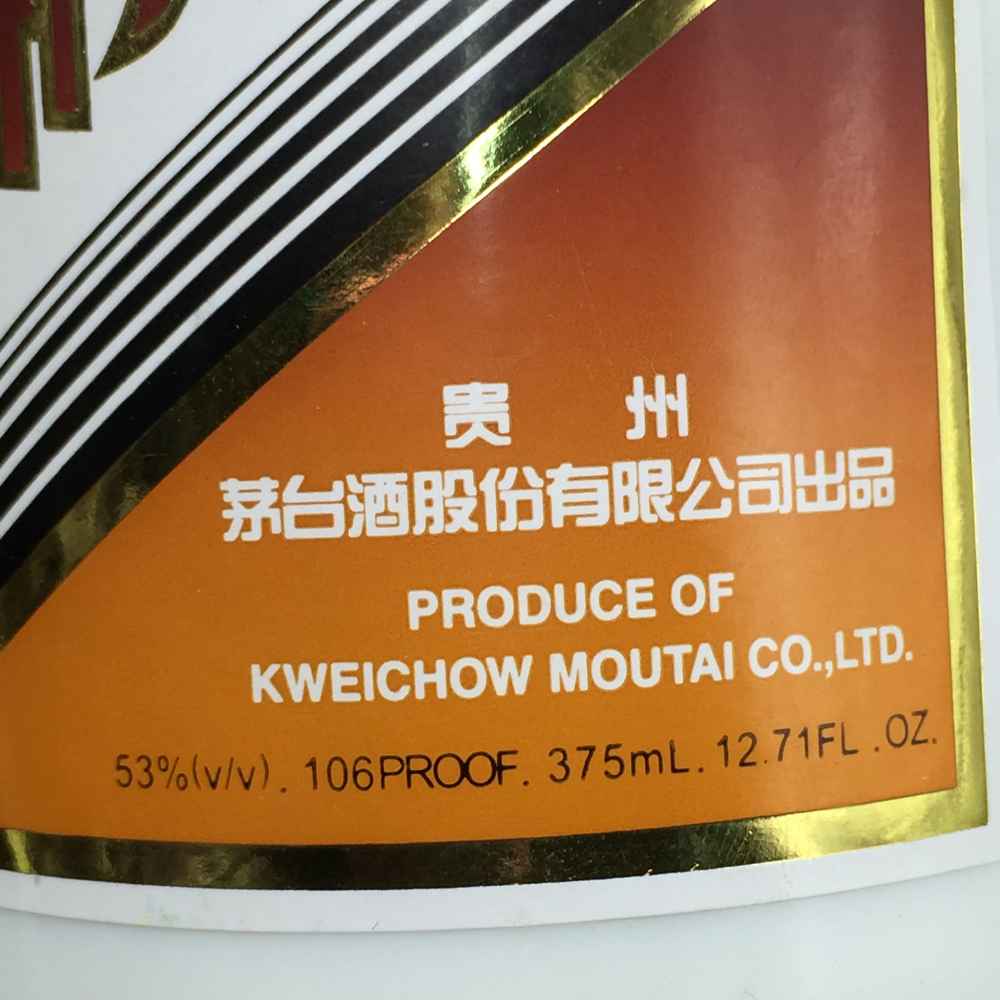 贵 州
茅台酒股份有限公司出品
PRODUCE OF
KWEICHOW MOUTAI CO.,LTD.
53%(v/v). 106PROOF. 375mL. 12.71FL .OZ.